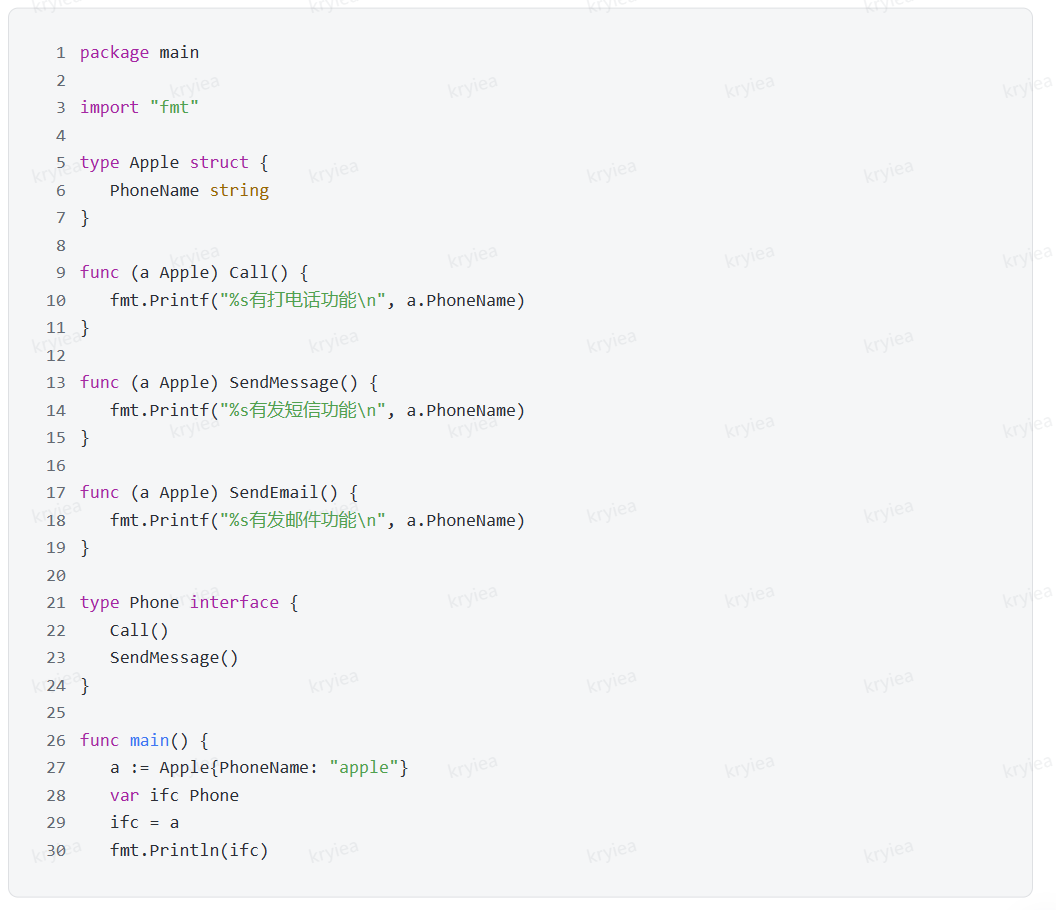 kryiea kryiea kryiea kryiea
1 package main
2
kryiea kryiea kryiea kryiea
3 import "fmt"
4
5 type Apple struct {
kryiea kryiea kryiea kryiea
6    PhoneName string
7 }
8
kryiea kryiea kryiea kryiea
9 func (a Apple) Call() {
10    fmt.Printf("%s有打电话功能\n", a.PhoneName)
11 }
kryiea kryiea kryiea kryiea
12
13 func (a Apple) SendMessage() {
14    fmt.Printf("%s有发短信功能\n", a.PhoneName)
kryiea kryiea kryiea kryiea
15 }
16
17 func (a Apple) SendEmail() {
kryiea kryiea kryiea kryiea
18    fmt.Printf("%s有发邮件功能\n", a.PhoneName)
19 }
20
21 type Phone interface {
kryiea kryiea kryiea kryiea
22    Call()
23    SendMessage()
24 }
kryiea kryiea kryiea kryiea
25
26 func main() {
27    a := Apple{PhoneName: "apple"}
kryiea kryiea kryiea
28    var ifc Phone
29    ifc = a
30    fmt.Println(ifc)
kryiea kryiea kryiea kryiea